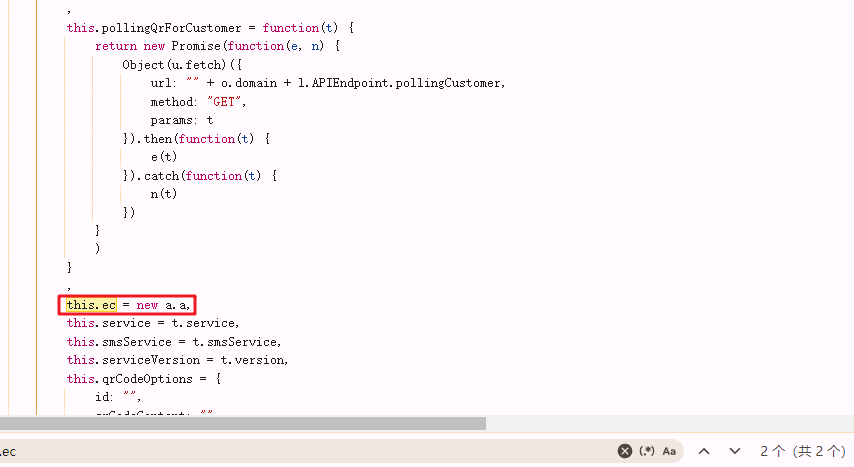 ,
this.pollingQrForCustomer = function(t) {
return new Promise(function(e, n) {
Object(u.fetch)({
url: "" + o.domain + l.APIEndpoint.pollingCustomer,
method: "GET",
params: t
}).then(function(t) {
e(t)
}).catch(function(t) {
n(t)
})
}
)
}
,
this.ec = new a.a,
this.service = t.service,
this.smsService = t.smsService,
this.serviceVersion = t.version,
this.qrCodeOptions = {
id: "",
qrCodeContent: ""
.ec (.*) Aa 2 个 (共 2 个)